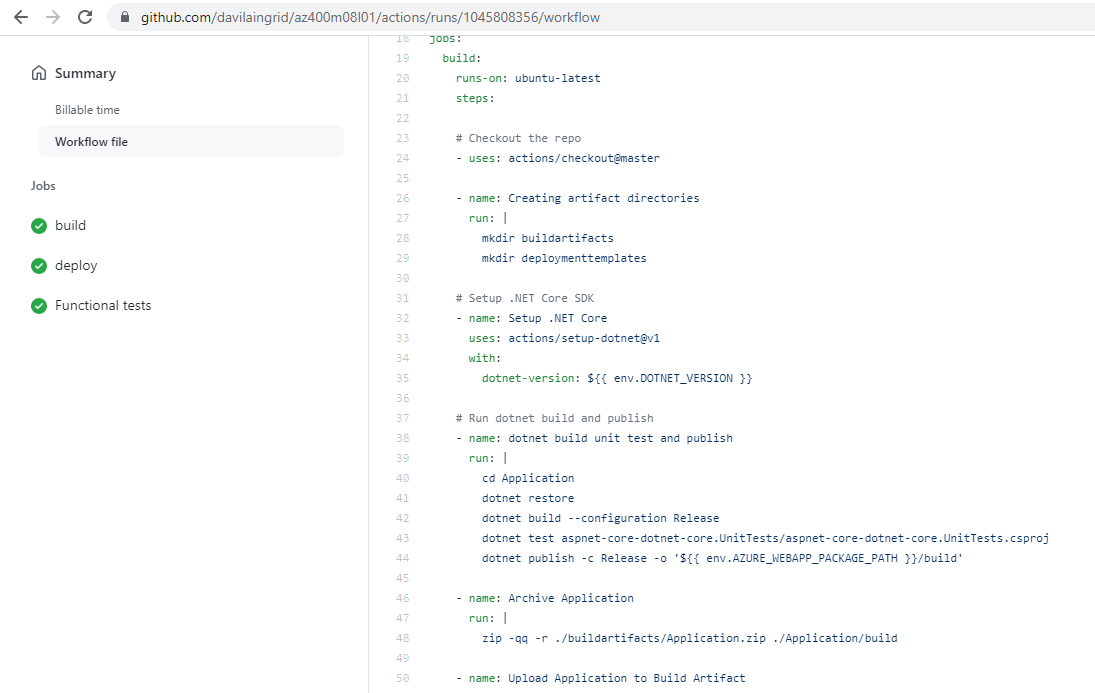 github.com/davilaingrid/az400m08l01/actions/runs/1045808356/workflow
Summary
Billable time
Workflow file
Jobs
build
deploy
Functional tests
18 jobs:
19 build:
20 runs-on: ubuntu-latest
21 steps:
22
23 # Checkout the repo
24 - uses: actions/checkout@master
25
26 - name: Creating artifact directories
27 run: |
28 mkdir buildartifacts
29 mkdir deploymenttemplates
30
31 # Setup .NET Core SDK
32 - name: Setup .NET Core
33 uses: actions/setup-dotnet@v1
34 with:
35 dotnet-version: ${{ env.DOTNET_VERSION }}
36
37 # Run dotnet build and publish
38 - name: dotnet build unit test and publish
39 run: |
40 cd Application
41 dotnet restore
42 dotnet build --configuration Release
43 dotnet test aspnet-core-dotnet-core.UnitTests/aspnet-core-dotnet-core.UnitTests.csproj
44 dotnet publish -c Release -o '${{ env.AZURE_WEBAPP_PACKAGE_PATH }}/build'
45
46 - name: Archive Application
47 run: |
48 zip -qq -r ./buildartifacts/Application.zip ./Application/build
49
50 - name: Upload Application to Build Artifact